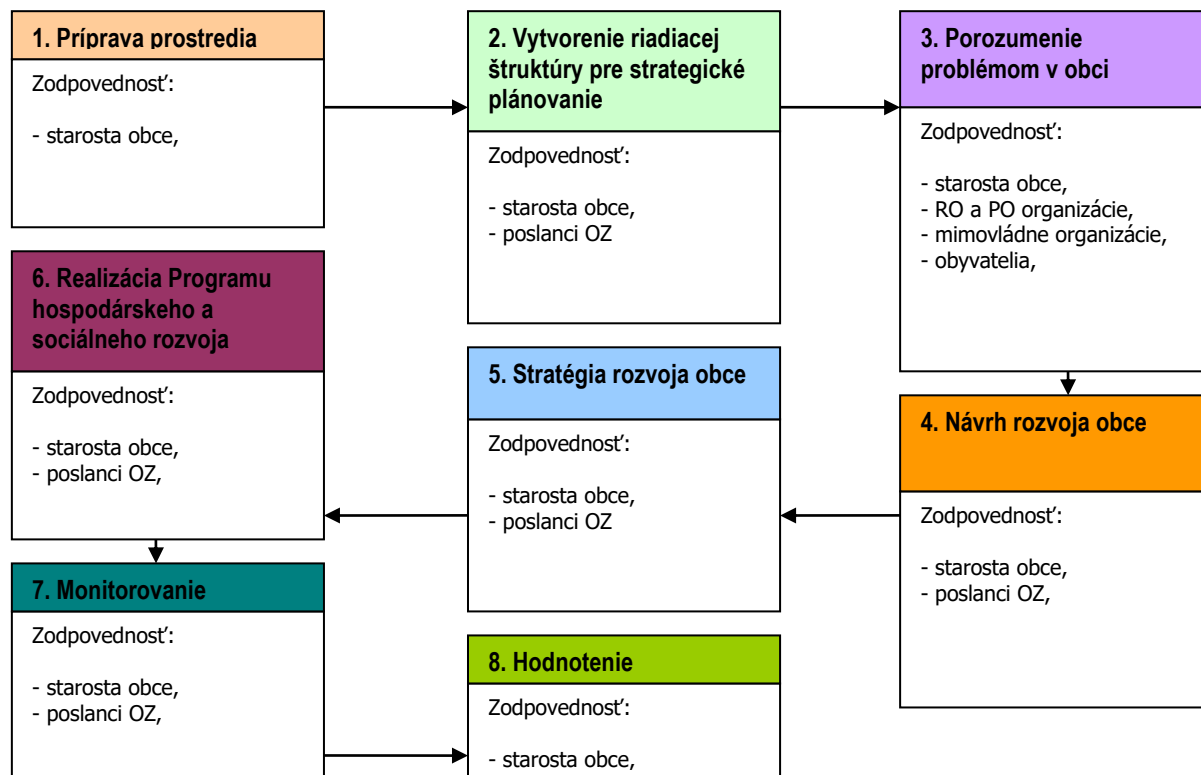 1. Príprava prostredia
Zodpovednosť:
- starosta obce,
2. Vytvorenie riadiacej
štruktúry pre strategické
plánovanie
Zodpovednosť:
- starosta obce,
- poslanci OZ
3. Porozumenie
problémom v obci
Zodpovednosť:
- starosta obce,
- RO a PO organizácie,
- mimovládne organizácie,
- obyvatelia,
4. Návrh rozvoja obce
Zodpovednosť:
- starosta obce,
- poslanci OZ,
5. Stratégia rozvoja obce
Zodpovednosť:
- starosta obce,
- poslanci OZ
6. Realizácia Programu
hospodárskeho a
sociálneho rozvoja
Zodpovednosť:
- starosta obce,
- poslanci OZ,
7. Monitorovanie
Zodpovednosť:
- starosta obce,
- poslanci OZ,
8. Hodnotenie
Zodpovednosť:
- starosta obce,